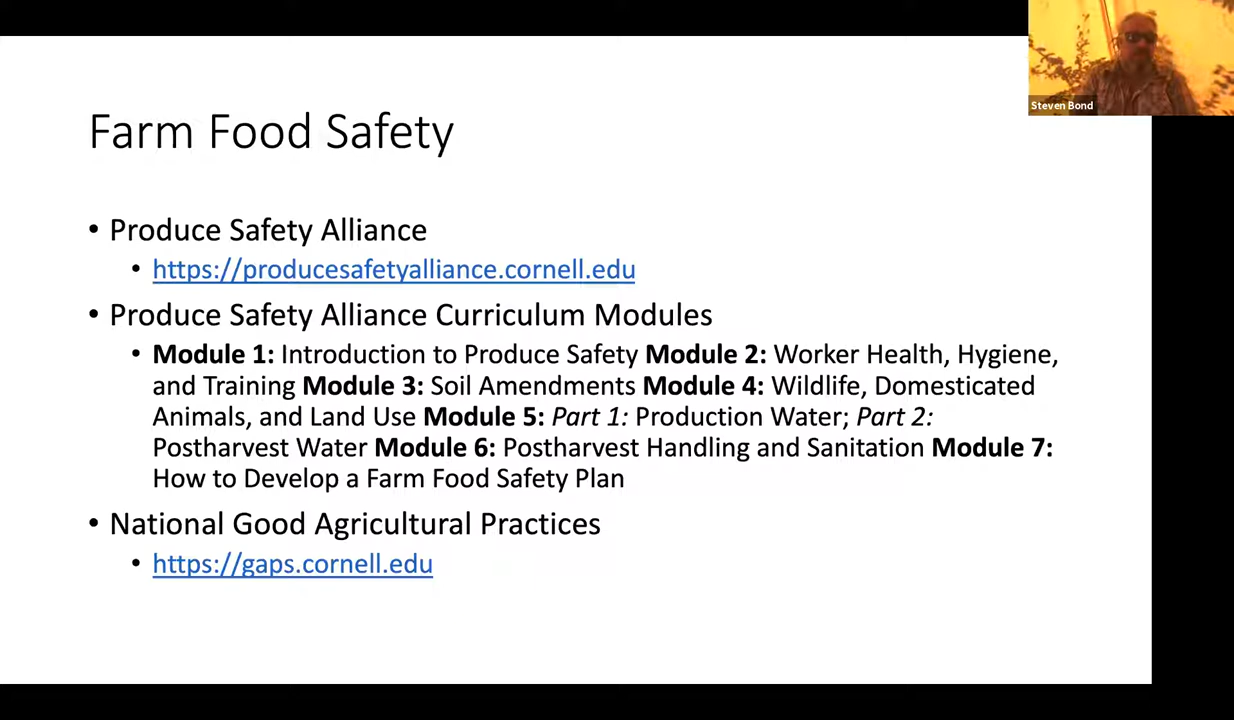 Steven Bond
Farm Food Safety
• Produce Safety Alliance
• https://producesafetyalliance.cornell.edu
• Produce Safety Alliance Curriculum Modules
• Module 1: Introduction to Produce Safety Module 2: Worker Health, Hygiene,
and Training Module 3: Soil Amendments Module 4: Wildlife, Domesticated
Animals, and Land Use Module 5: Part 1: Production Water; Part 2:
Postharvest Water Module 6: Postharvest Handling and Sanitation Module 7:
How to Develop a Farm Food Safety Plan
• National Good Agricultural Practices
• https://gaps.cornell.edu